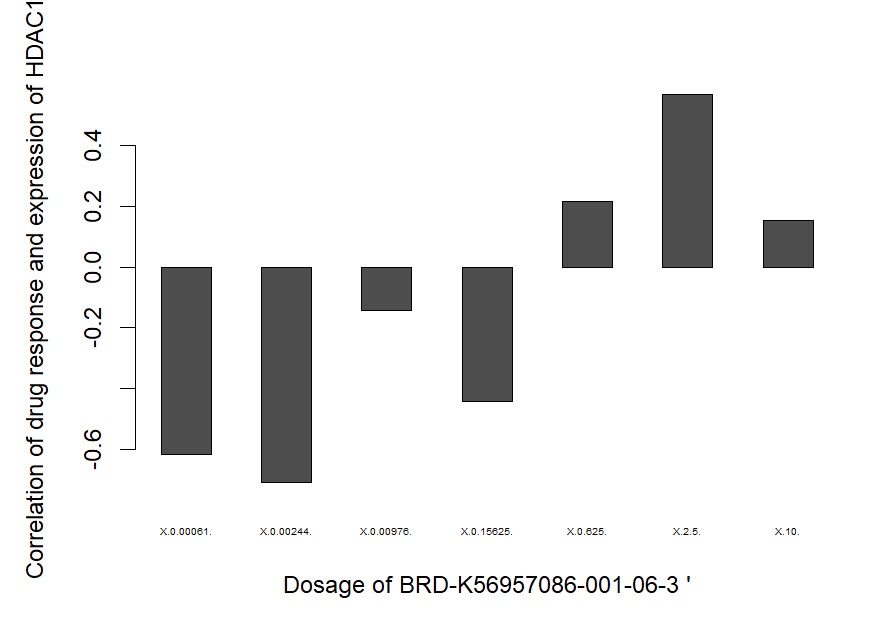 Correlation of drug response and expression of HDAC1
0.4
0.2
0.0
-0.2
-0.6
X.0.00061.
X.0.00244.
X.0.00976.
X.0.15625.
X.0.625.
X.2.5.
X.10.
Dosage of BRD-K56957086-001-06-3 '